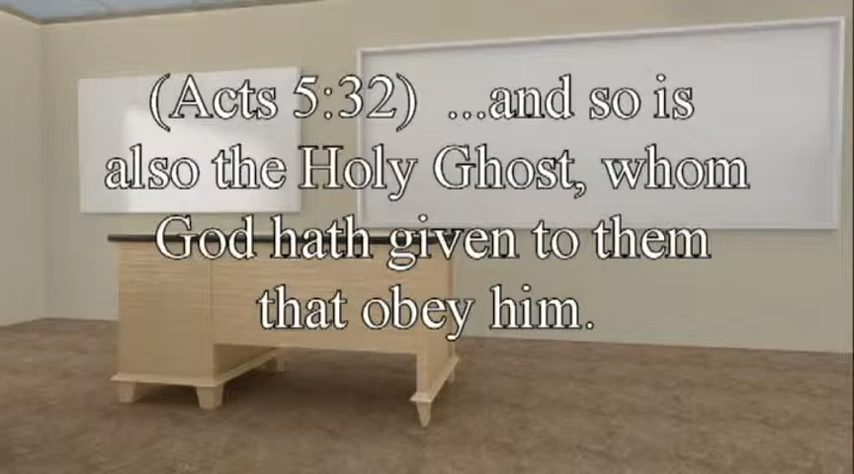 (Acts 5:32)  ...and so is
also the Holy Ghost, whom
God hath given to them
that obey him.